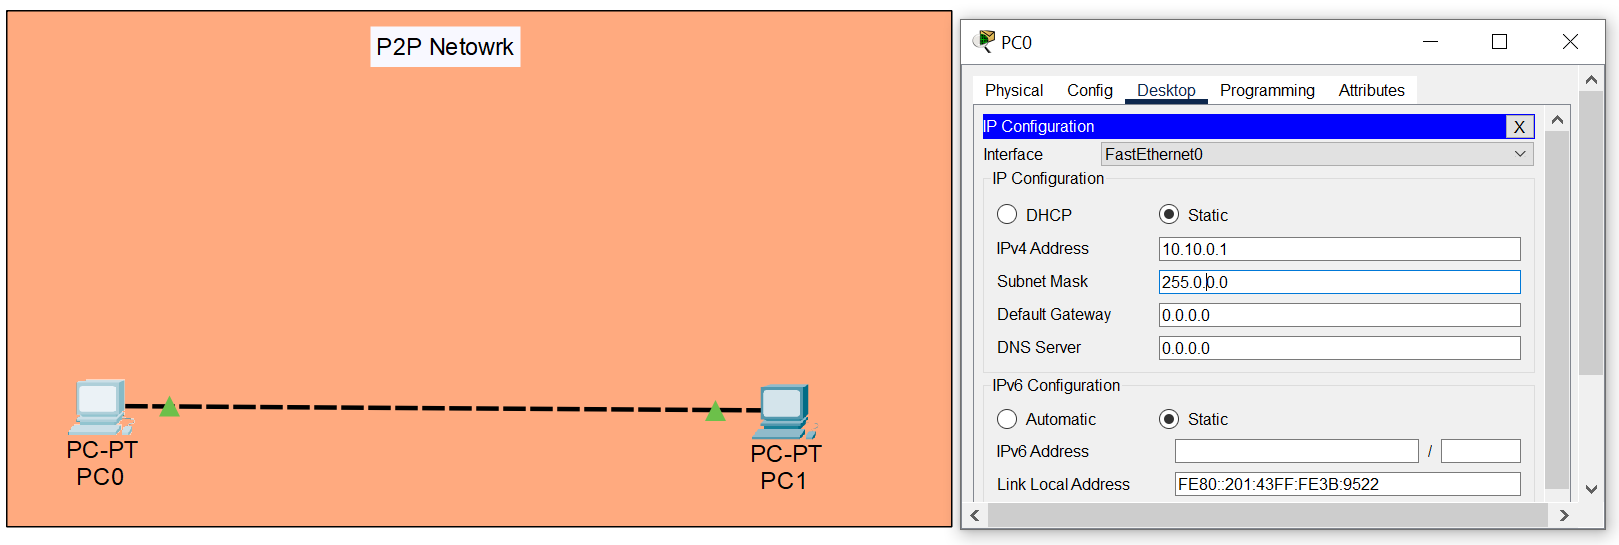 P2P Netowrk
PC-PT
PC0
PC-PT
PC1
PC0
Physical Config Desktop Programming Attributes
IP Configuration X
Interface FastEthernet0
IP Configuration
DHCP Static
IPv4 Address 10.10.0.1
Subnet Mask 255.0.0.0
Default Gateway 0.0.0.0
DNS Server 0.0.0.0
IPv6 Configuration
Automatic Static
IPv6 Address /
Link Local Address FE80::201:43FF:FE3B:9522